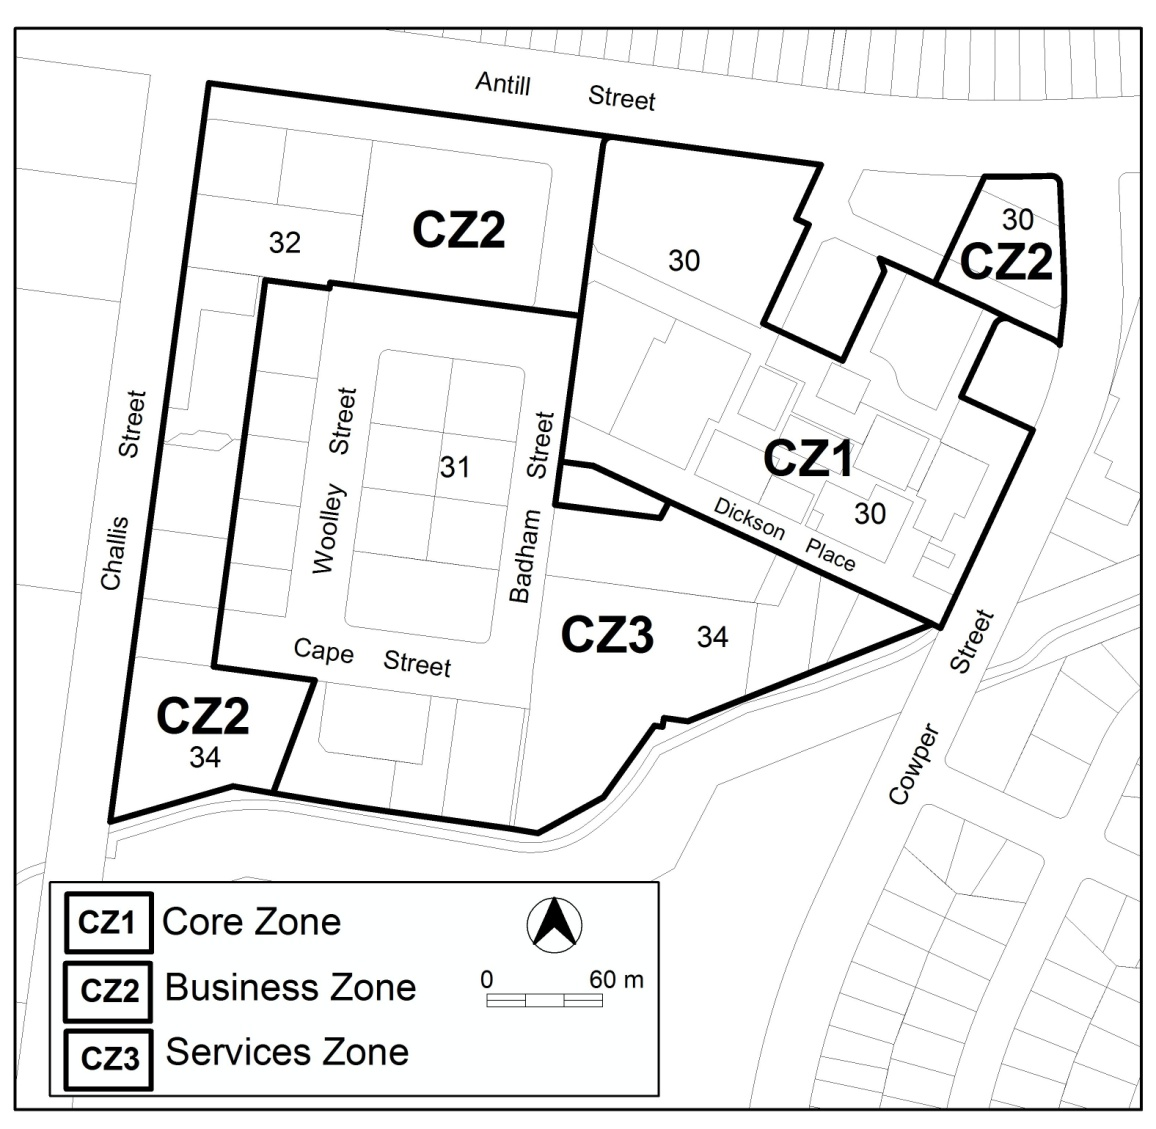 Antill Street
30
CZ2
CZ2
32
30
Challis Street
Woolley Street
31
Badham Street
CZ1
30
Dickson Place
CZ3 34
Cape Street
CZ2
34
Cowper Street
CZ1 Core Zone
CZ2 Business Zone
CZ3 Services Zone
0 60 m